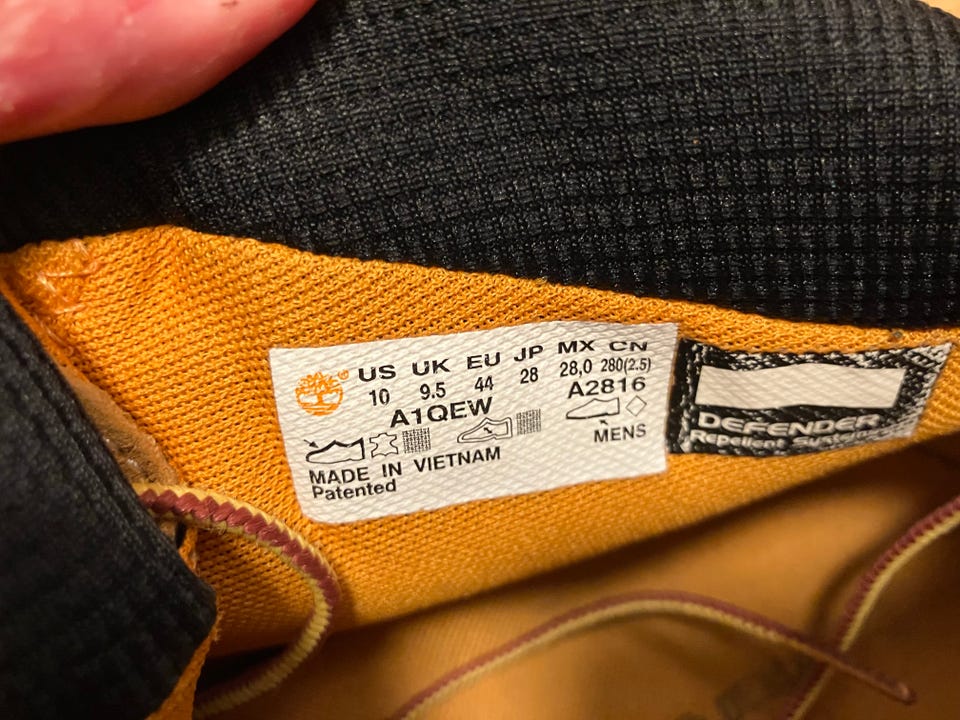 US UK EU JP MX CN
10 9.5 44 28 28,0 280(2.5)
A1QEW A2816
MENS
MADE IN VIETNAM
Patented
DEFENDER
Repellent Systems